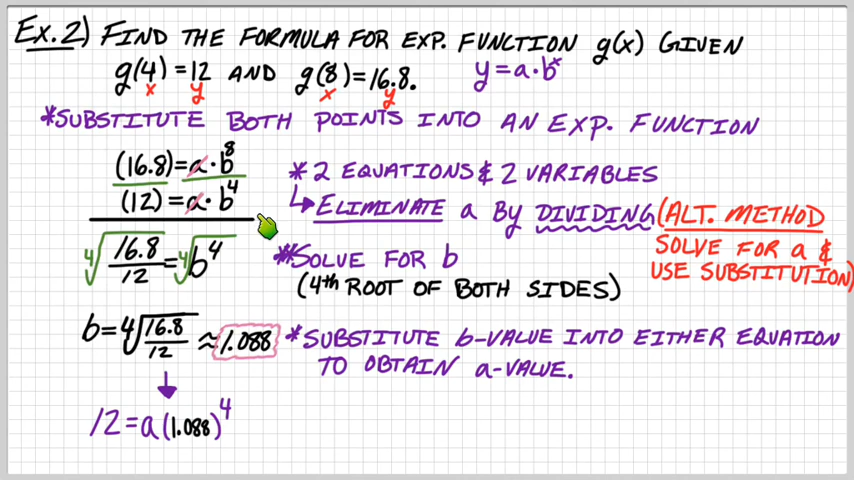 Ex. 2) FIND THE FORMULA FOR EXP. FUNCTION g(x) GIVEN
g(4) = 12 AND g(8) = 16.8. y = a · b^x
x y x y
*SUBSTITUTE BOTH POINTS INTO AN EXP. FUNCTION
(16.8) = a · b^8
(12) = a · b^4
*2 EQUATIONS & 2 VARIABLES
↳ ELIMINATE a BY DIVIDING (ALT. METHOD
SOLVE FOR a &
USE SUBSTITUTION)
⁴√(16.8/12) = ⁴√(b^4)
**SOLVE FOR b
(4th ROOT OF BOTH SIDES)
b = ⁴√(16.8/12) ≈ 1.088
*SUBSTITUTE b-VALUE INTO EITHER EQUATION
TO OBTAIN a-VALUE.
12 = a(1.088)^4